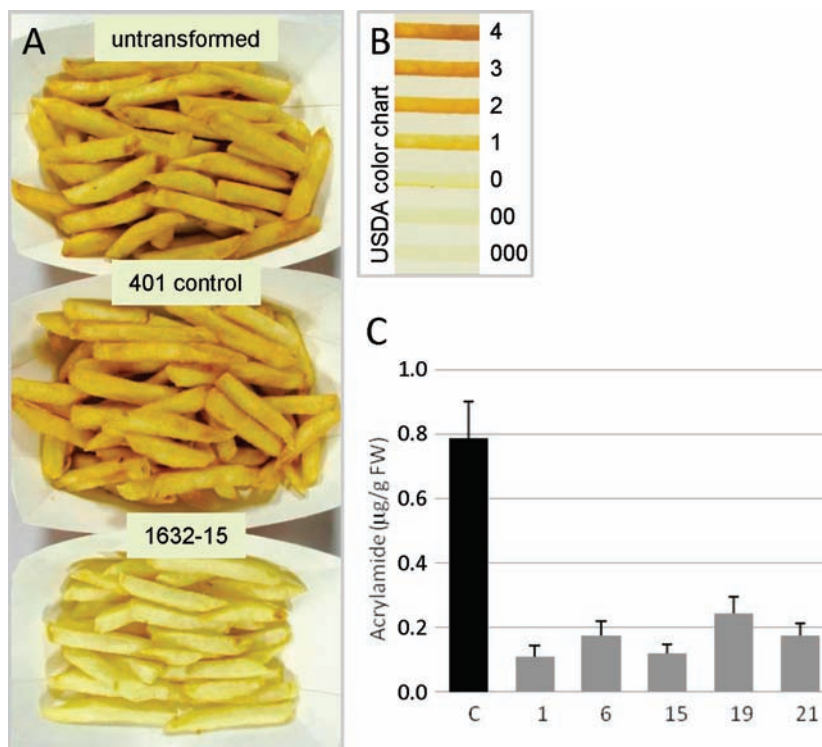 A
untransformed
401 control
1632-15
B
USDA color chart
4
3
2
1
0
00
000
C
Acrylamide (µg/g FW)
1.0
0.8
0.6
0.4
0.2
0.0
C 1 6 15 19 21